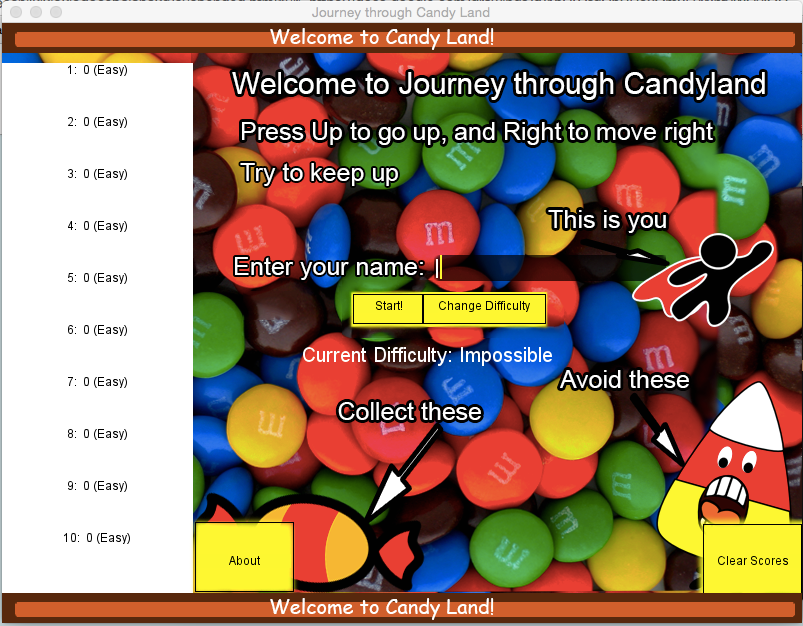 Journey through Candy Land
Welcome to Candy Land!
1: 0 (Easy)
2: 0 (Easy)
3: 0 (Easy)
4: 0 (Easy)
5: 0 (Easy)
6: 0 (Easy)
7: 0 (Easy)
8: 0 (Easy)
9: 0 (Easy)
10: 0 (Easy)
Welcome to Journey through Candyland
Press Up to go up, and Right to move right
Try to keep up
This is you
Enter your name:
Start!
Change Difficulty
Current Difficulty: Impossible
Avoid these
Collect these
About
Clear Scores
Welcome to Candy Land!